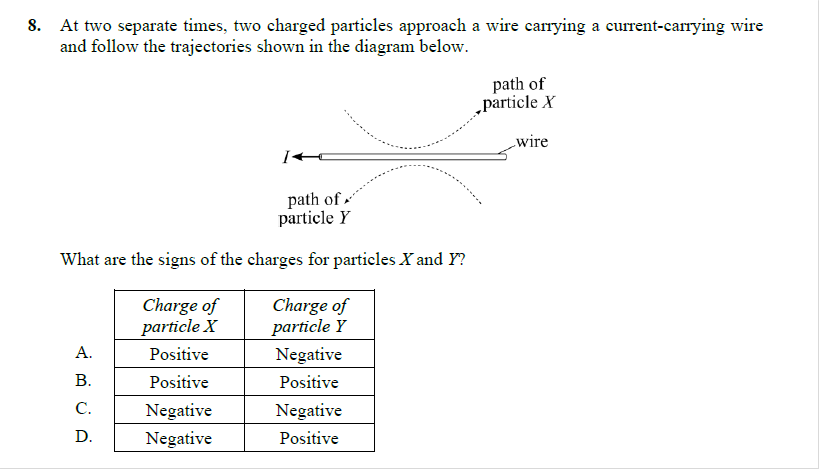 8. At two separate times, two charged particles approach a wire carrying a current-carrying wire
and follow the trajectories shown in the diagram below.
path of
particle X
wire
I
path of
particle Y
What are the signs of the charges for particles X and Y?
Charge of particle X Charge of particle Y
A. Positive Negative
B. Positive Positive
C. Negative Negative
D. Negative Positive